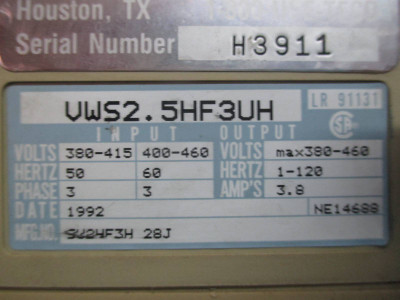 Houston, TX
Serial Number H3911
VWS2.5HF3UH LR 91131
INPUT OUTPUT
VOLTS 380-415 400-460 VOLTS max380-460
HERTZ 50 60 HERTZ 1-120
PHASE 3 3 AMP'S 3.8
DATE 1992 NE14688
MFG.NO. 28J